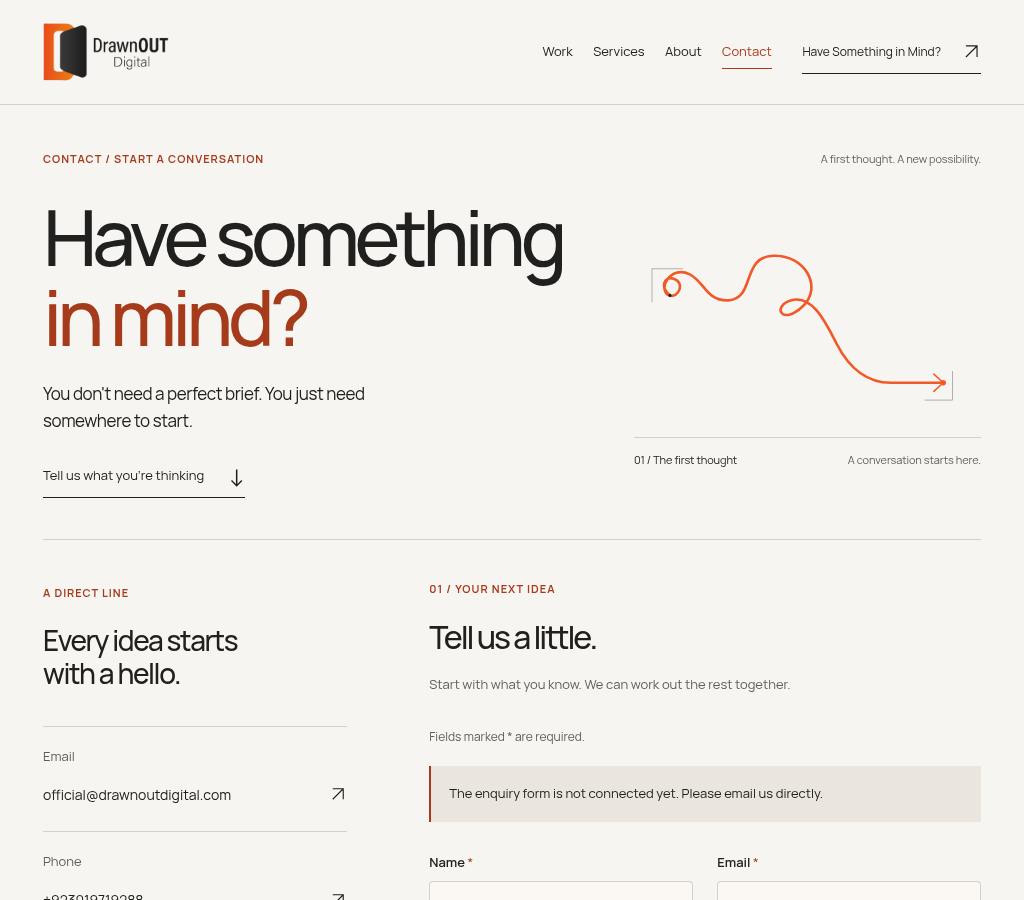 DrawnOUT
Digital
Work
Services
About
Contact
Have Something in Mind?
CONTACT / START A CONVERSATION
A first thought. A new possibility.
Have something
in mind?
You don't need a perfect brief. You just need
somewhere to start.
Tell us what you're thinking
01 / The first thought
A conversation starts here.
A DIRECT LINE
Every idea starts
with a hello.
Email
official@drawnoutdigital.com
Phone
+923019719288
01 / YOUR NEXT IDEA
Tell us a little.
Start with what you know. We can work out the rest together.
Fields marked * are required.
The enquiry form is not connected yet. Please email us directly.
Name *
Email *